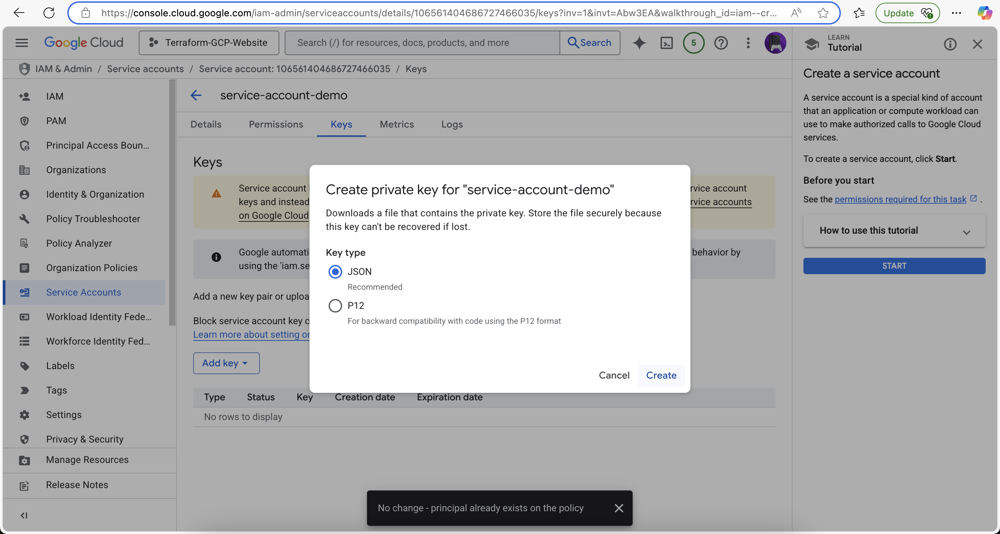 https://console.cloud.google.com/iam-admin/serviceaccounts/details/106561404686727466035/keys?inv=1&invt=Abw3EA&walkthrough_id=iam--cr...
Update
Google Cloud
Terraform-GCP-Website
Search (/) for resources, docs, products, and more
Search
5
LEARN
Tutorial
IAM & Admin / Service accounts / Service account: 106561404686727466035 / Keys
IAM
PAM
Principal Access Boun...
Organizations
Identity & Organization
Policy Troubleshooter
Policy Analyzer
Organization Policies
Service Accounts
Workload Identity Fede...
Workforce Identity Fed...
Labels
Tags
Settings
Privacy & Security
Manage Resources
Release Notes
service-account-demo
Details
Permissions
Keys
Metrics
Logs
Keys
Service account
rvice account
keys and instead
rvice accounts
on Google Cloud
Google automati
behavior by
using the 'iam.se
Add a new key pair or uploa
Block service account key c
Learn more about setting or
Add key
Type Status Key Creation date Expiration date
No rows to display
Create private key for "service-account-demo"
Downloads a file that contains the private key. Store the file securely because
this key can't be recovered if lost.
Key type
JSON
Recommended
P12
For backward compatibility with code using the P12 format
Cancel
Create
No change - principal already exists on the policy
Create a service account
A service account is a special kind of account
that an application or compute workload can
use to make authorized calls to Google Cloud
services.
To create a service account, click Start.
Before you start
See the permissions required for this task .
How to use this tutorial
START